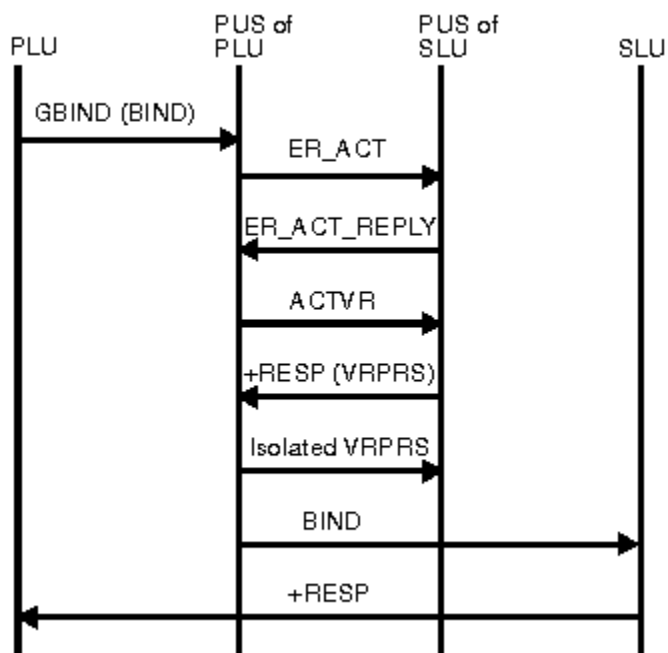 PLU
PUS of
PLU
PUS of
SLU
SLU
GBIND (BIND)
ER_ACT
ER_ACT_REPLY
ACTVR
+RESP (VRPRS)
Isolated VRPRS
BIND
+RESP